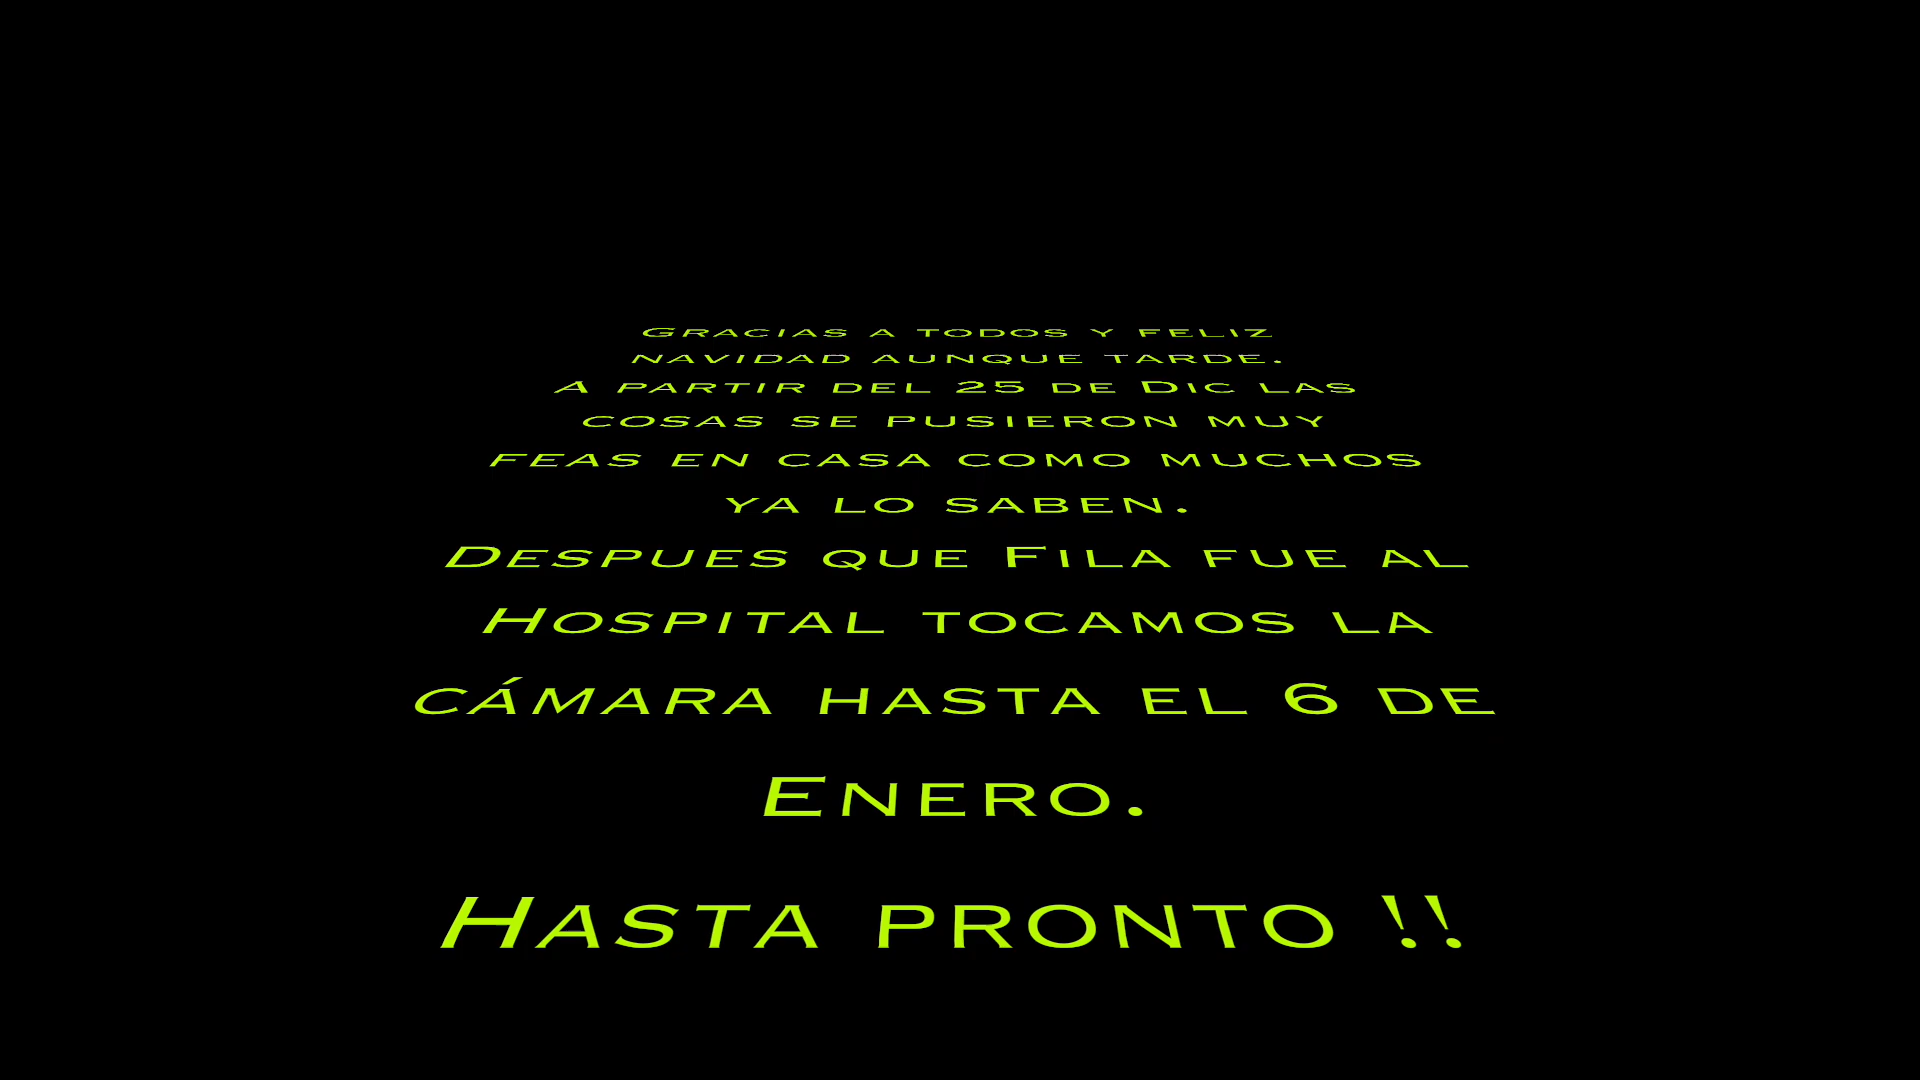 Gracias a todos y feliz
navidad aunque tarde.
A partir del 25 de Dic las
cosas se pusieron muy
feas en casa como muchos
ya lo saben.
Despues que Fila fue al
Hospital tocamos la
cámara hasta el 6 de
Enero.
Hasta pronto !!